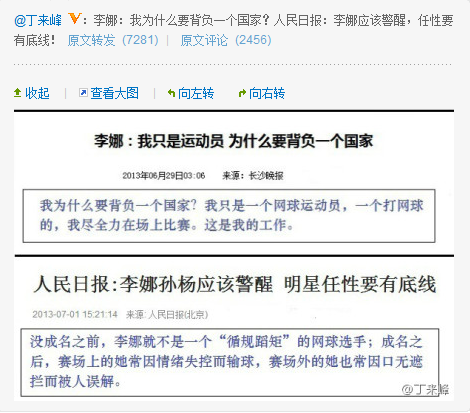 @丁来峰 V：李娜：我为什么要背负一个国家？人民日报：李娜应该警醒，任性要
有底线！ 原文转发 (7281) | 原文评论 (2456)
收起 | 查看大图 向左转 向右转
李娜：我只是运动员 为什么要背负一个国家
2013年06月29日03:06 来源：长沙晚报
我为什么要背负一个国家？我只是一个网球运动员，一个打网球
的，我尽全力在场上比赛。这是我的工作。
人民日报:李娜孙杨应该警醒 明星任性要有底线
2013-07-01 15:21:14 来源: 人民日报(北京)
没成名之前，李娜就不是一个“循规蹈矩”的网球选手；成名之
后，赛场上的她常因情绪失控而输球，赛场外的她也常因口无遮
拦而被人误解。
@丁来峰